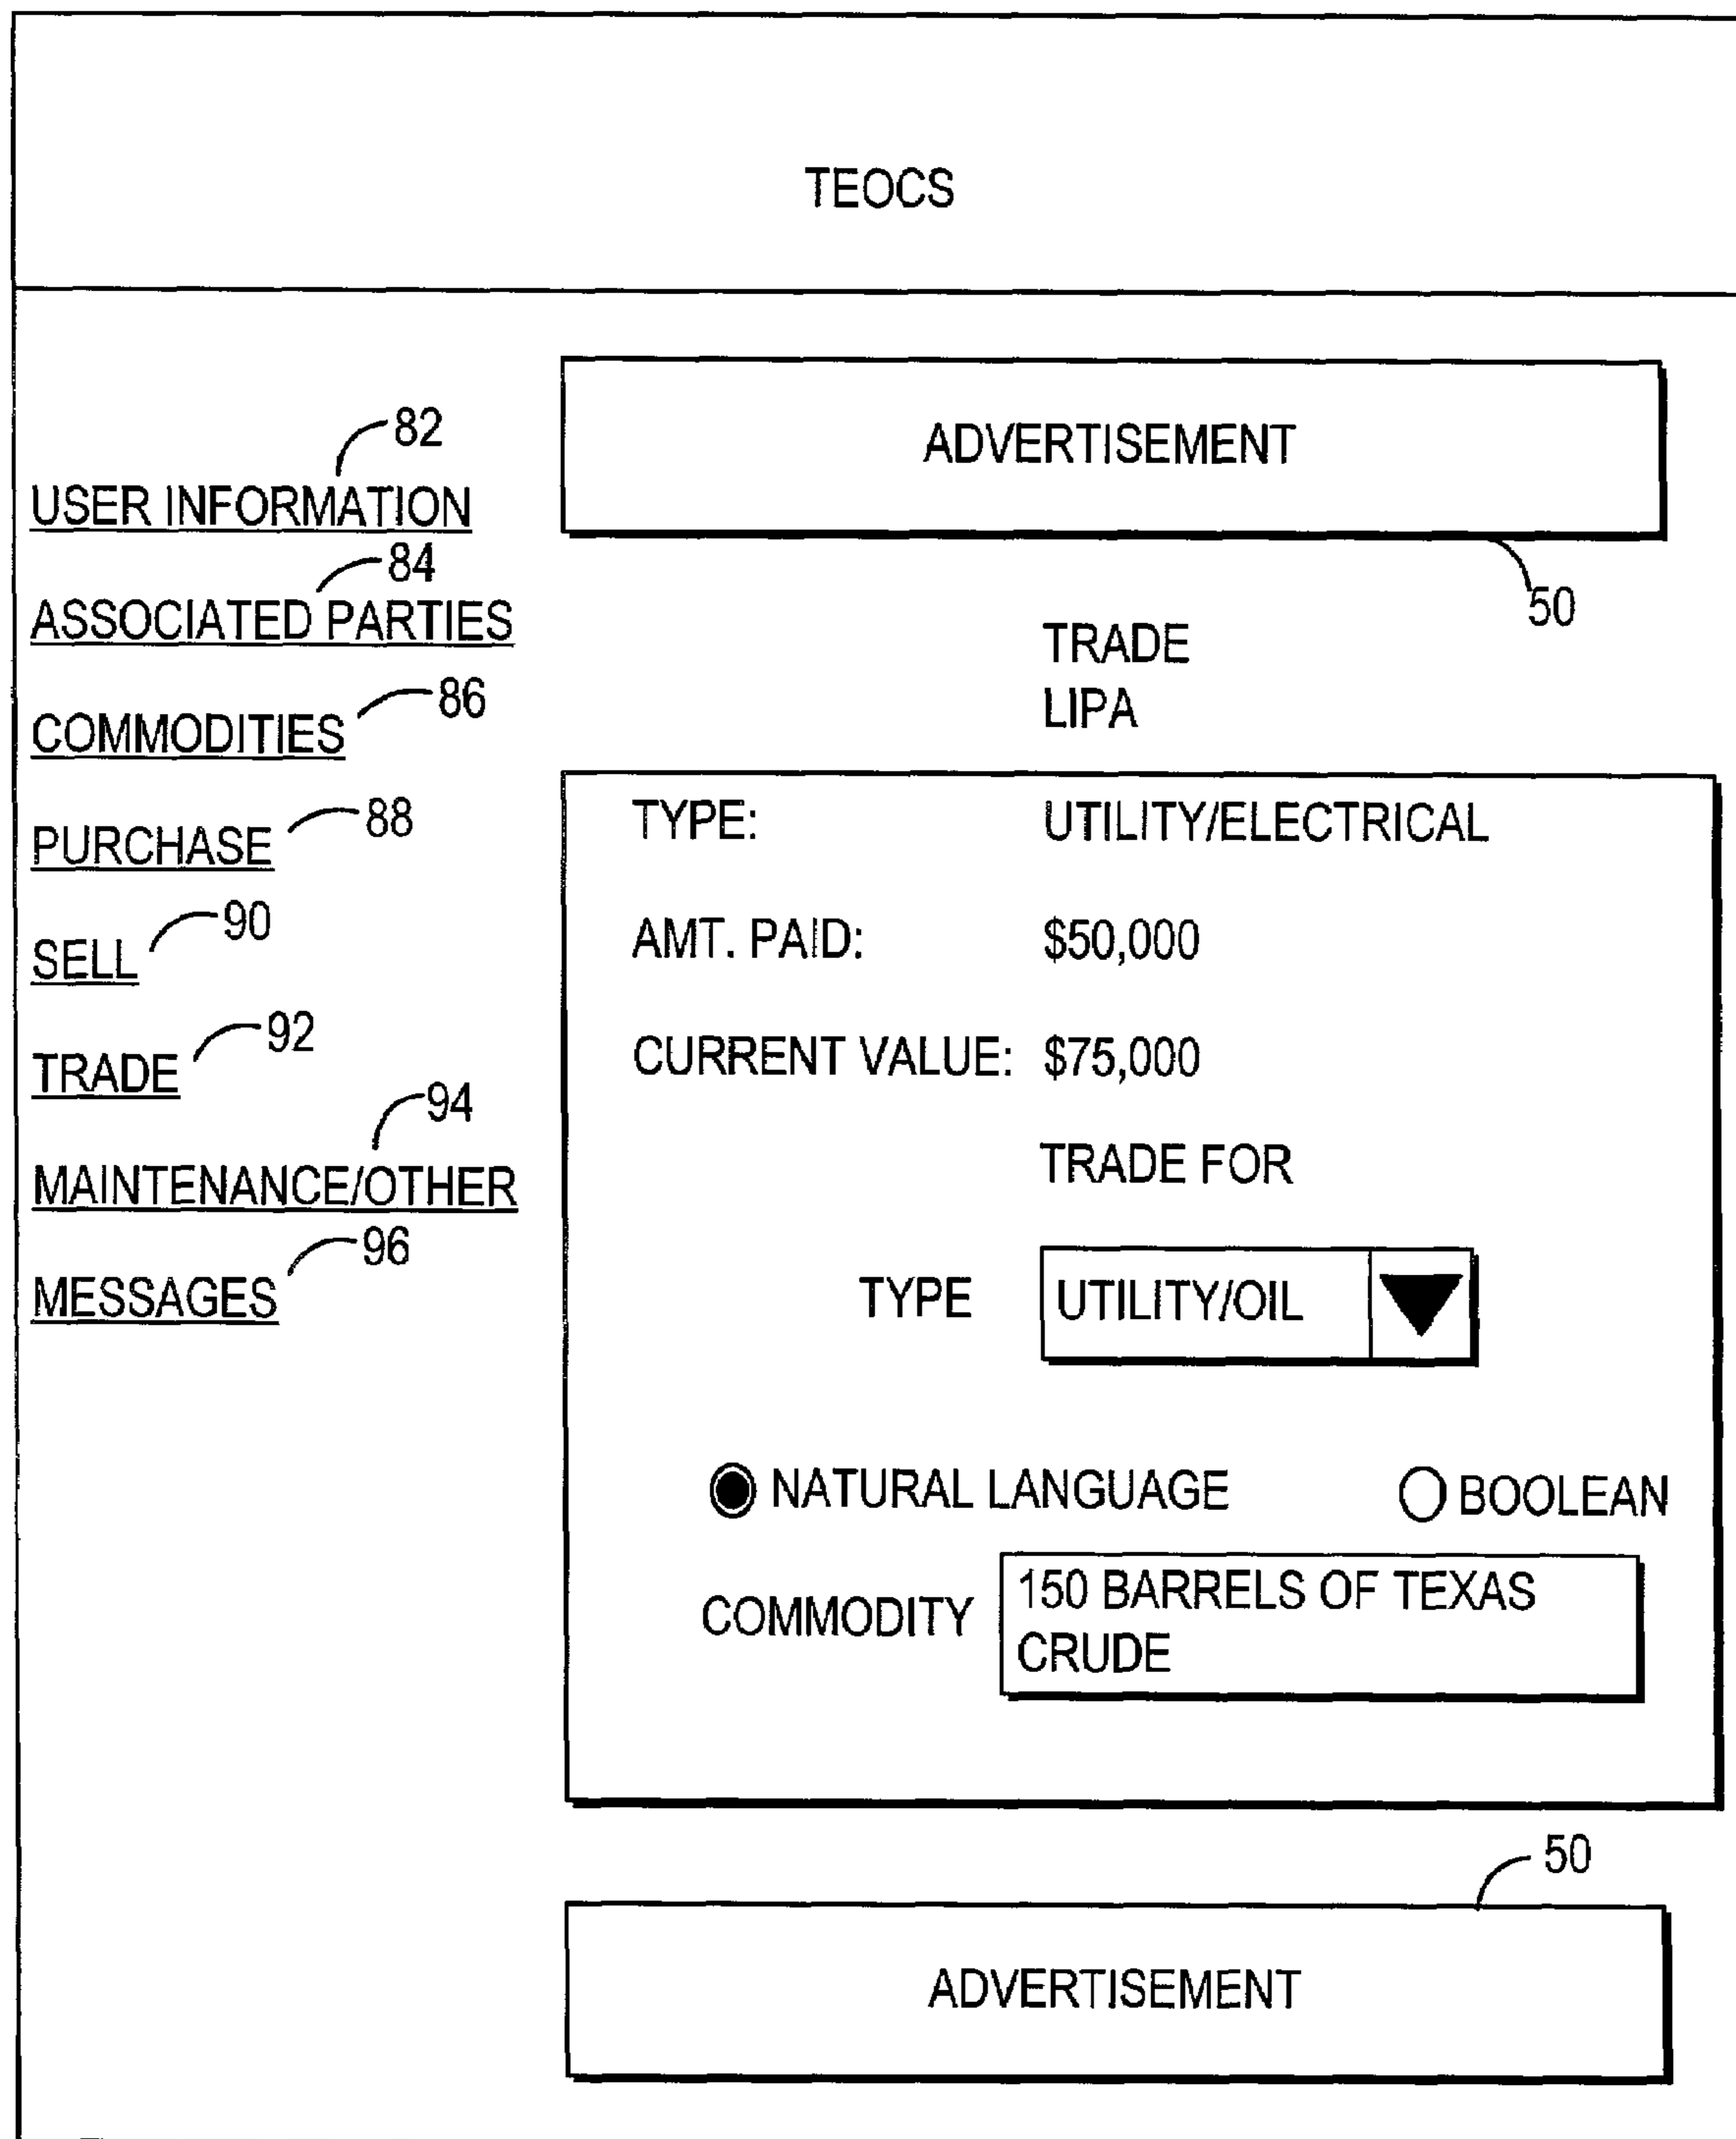 TEOCS
82
USER INFORMATION
84
ASSOCIATED PARTIES
86
COMMODITIES
88
PURCHASE
90
SELL
92
TRADE
94
MAINTENANCE/OTHER
96
MESSAGES
ADVERTISEMENT
50
TRADE
LIPA
TYPE: UTILITY/ELECTRICAL
AMT. PAID: $50,000
CURRENT VALUE: $75,000
TRADE FOR
TYPE UTILITY/OIL
NATURAL LANGUAGE BOOLEAN
COMMODITY 150 BARRELS OF TEXAS
CRUDE
50
ADVERTISEMENT